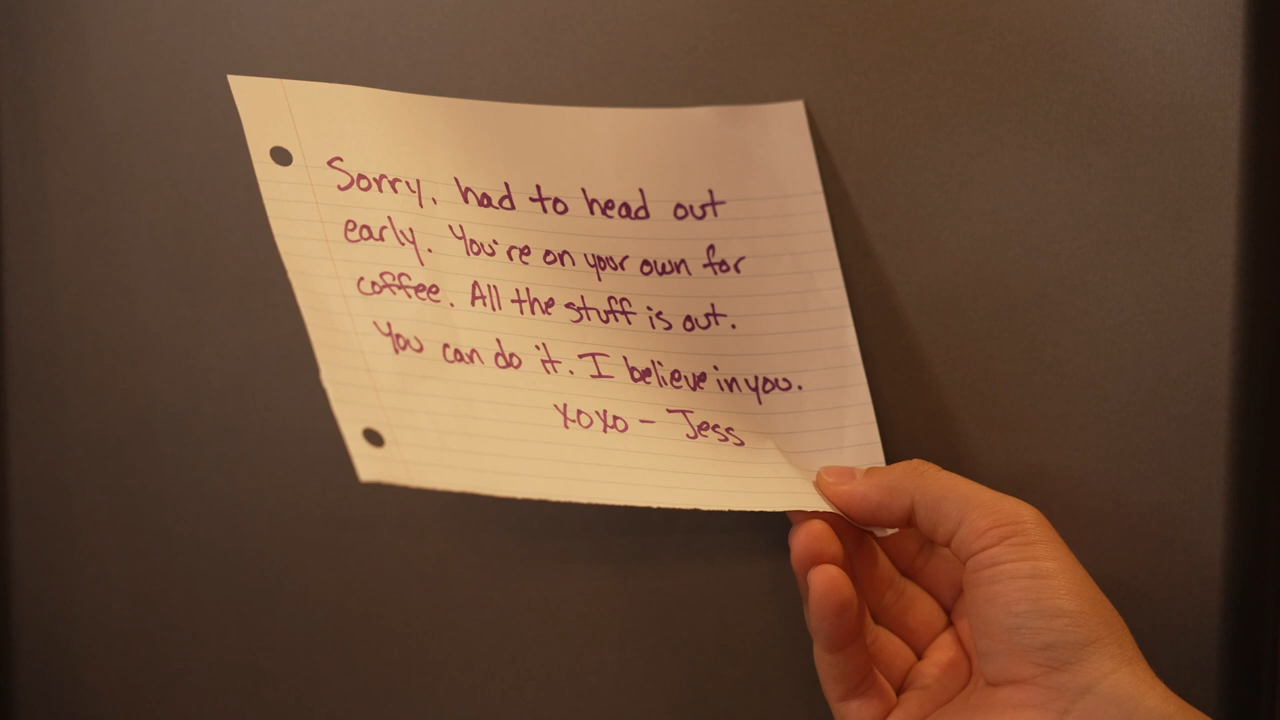 Sorry, had to head out
early. You're on your own for
coffee. All the stuff is out.
You can do it. I believe in you.
xoxo - Jess